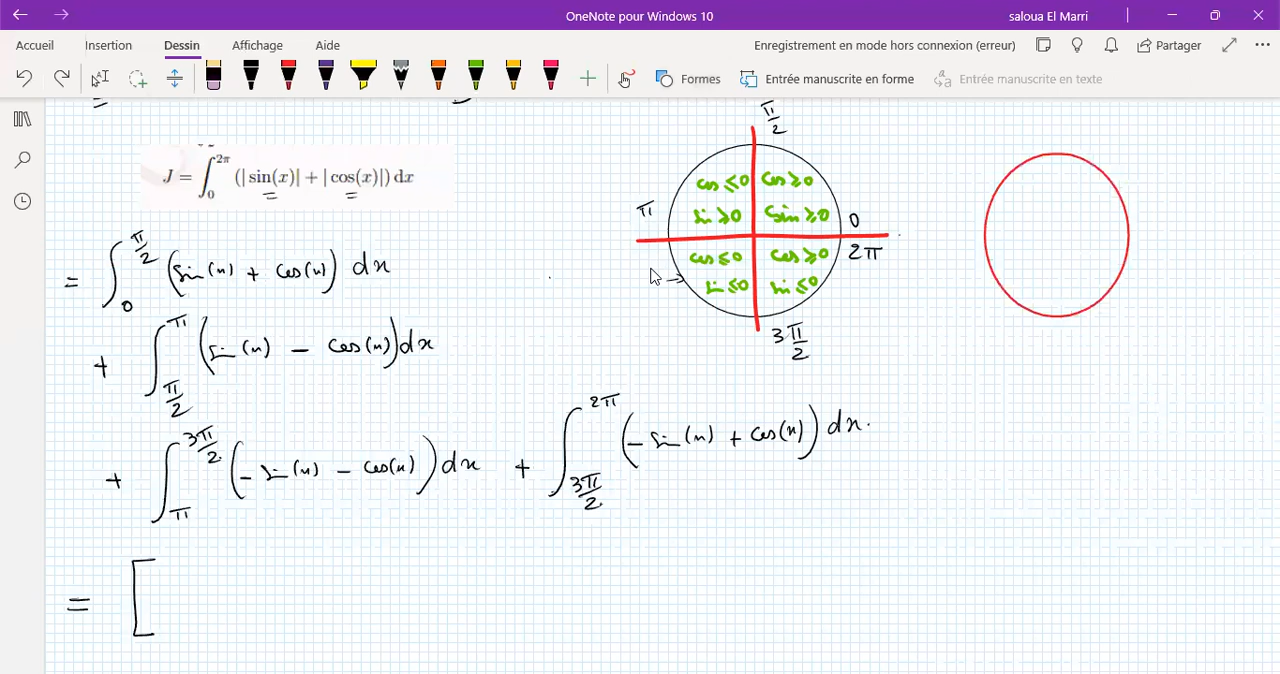 OneNote pour Windows 10
saloua El Marri
Accueil Insertion Dessin Affichage Aide
Enregistrement en mode hors connexion (erreur)
Partager
Formes
Entrée manuscrite en forme
Entrée manuscrite en texte
J = ∫₀^2π (|sin(x)| + |cos(x)|) dx
= ∫₀^π/2 (sin(x) + cos(x)) dx
+ ∫_π/2^π (sin(x) − cos(x)) dx
+ ∫_π^3π/2 (−sin(x) − cos(x)) dx + ∫_3π/2^2π (−sin(x) + cos(x)) dx.
= [
π/2
cos ≤ 0 cos ≥ 0
π sin ≥ 0 sin ≥ 0 0
cos ≤ 0 cos ≥ 0 2π
sin ≤ 0 sin ≤ 0
3π/2